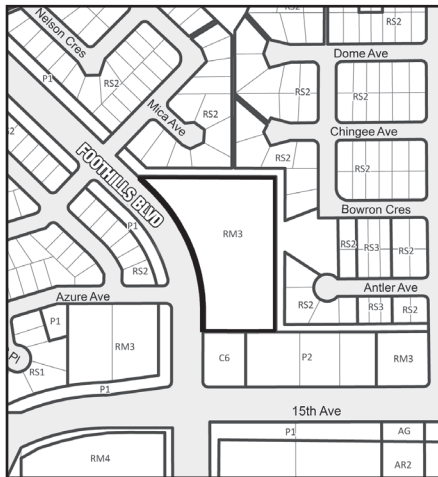 Nelson Cres
RS2
RS2
Dome Ave
P1
RS2
Mica Ave
RS2
RS2
Chingee Ave
RS2
RS2
FOOTHILLS BLVD
P1
RM3
Bowron Cres
RS2
RS3
RS2
RS2
Azure Ave
RS2
Antler Ave
P1
RS3
RS2
RM3
C6
P2
RM3
Pl
RS1
P1
15th Ave
P1
AG
RM4
AR2